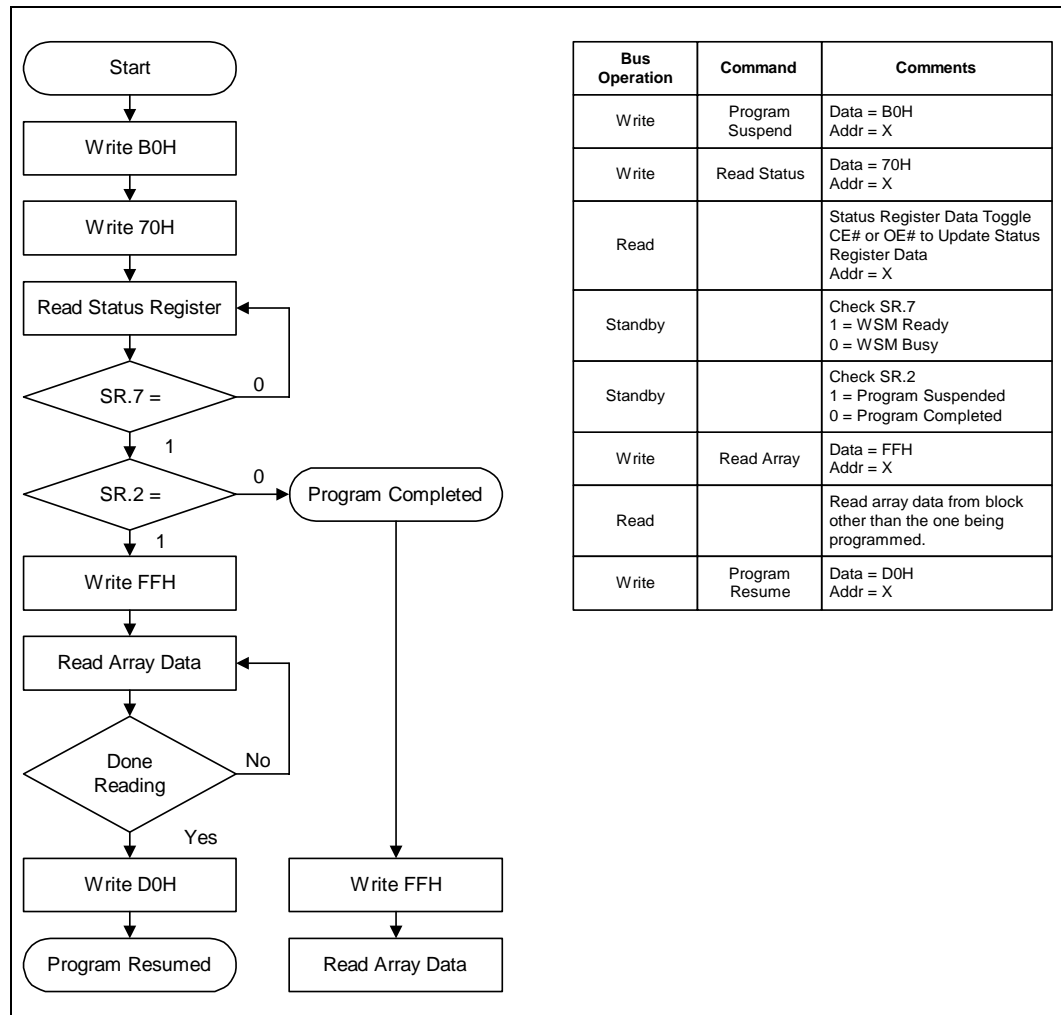 Start
Write B0H
Write 70H
Read Status Register
SR.7 =
0
1
SR.2 =
0
Program Completed
1
Write FFH
Read Array Data
Done
Reading
No
Yes
Write D0H
Write FFH
Program Resumed
Read Array Data
Bus
Operation
Command
Comments
Write
Program
Suspend
Data = B0H
Addr = X
Write
Read Status
Data = 70H
Addr = X
Read
Status Register Data Toggle
CE# or OE# to Update Status
Register Data
Addr = X
Standby
Check SR.7
1 = WSM Ready
0 = WSM Busy
Standby
Check SR.2
1 = Program Suspended
0 = Program Completed
Write
Read Array
Data = FFH
Addr = X
Read
Read array data from block
other than the one being
programmed.
Write
Program
Resume
Data = D0H
Addr = X